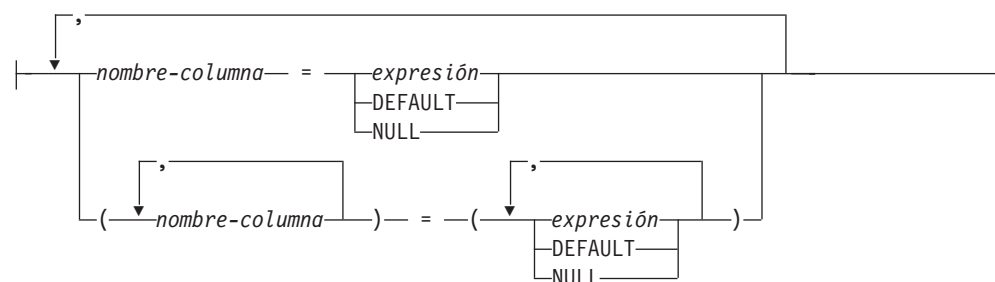 ,
nombre-columna = expresión
DEFAULT
NULL
, ,
( nombre-columna ) = ( expresión )
DEFAULT
NULL